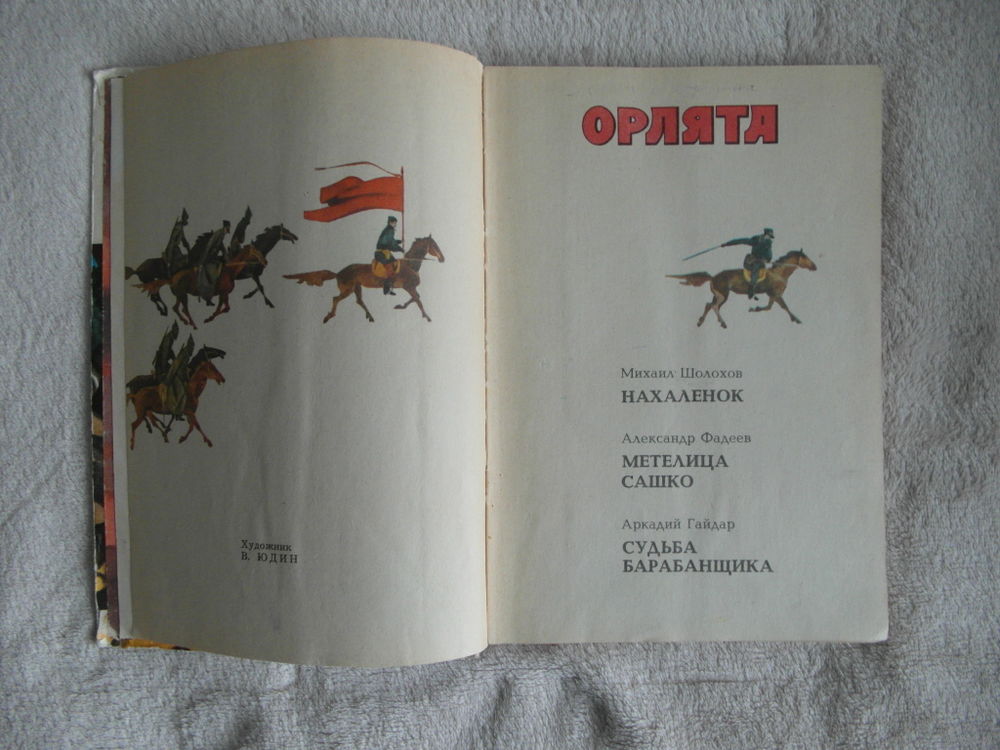 Художник
В. ЮДИН
ОРЛЯТА
Михаил Шолохов
НАХАЛЕНОК
Александр Фадеев
МЕТЕЛИЦА
САШКО
Аркадий Гайдар
СУДЬБА
БАРАБАНЩИКА